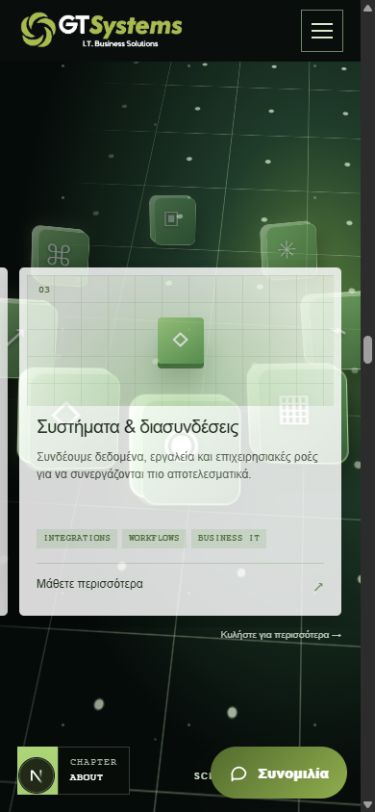 GTSystems
I.T. Business Solutions
03
Συστήματα & διασυνδέσεις
Συνδέουμε δεδομένα, εργαλεία και επιχειρησιακές ροές
για να συνεργάζονται πιο αποτελεσματικά.
INTEGRATIONS WORKFLOWS BUSINESS IT
Μάθετε περισσότερα
Κυλήστε για περισσότερα →
N
CHAPTER
ABOUT
Συνομιλία